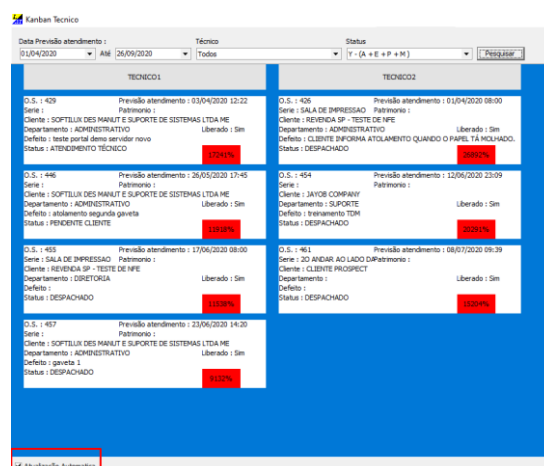 Kanban Tecnico
Data Previsão atendimento : Técnico Status
01/04/2020 Até 26/09/2020 Todos Y - (A +E +P +M) Pesquisar
TECNICO1
O.S. : 429 Previsão atendimento : 03/04/2020 12:22
Serie : Patrimonio :
Cliente : SOFTILUX DES MANUT E SUPORTE DE SISTEMAS LTDA ME
Departamento : ADMINISTRATIVO Liberado : Sim
Defeito : teste portal demo servidor novo
Status : ATENDIMENTO TÉCNICO
17241%
O.S. : 446 Previsão atendimento : 26/05/2020 17:45
Serie : Patrimonio :
Cliente : SOFTILUX DES MANUT E SUPORTE DE SISTEMAS LTDA ME
Departamento : ADMINISTRATIVO Liberado : Sim
Defeito : atolamento segunda gaveta
Status : PENDENTE CLIENTE
O.S. : 455 Previsão atendimento : 17/06/2020 08:00
Serie : SALA DE IMPRESSAO Patrimonio :
Cliente : REVENDA SP - TESTE DE NFE
Departamento : DIRETORIA Liberado : Sim
Defeito :
Status : DESPACHADO
O.S. : 457 Previsão atendimento : 23/06/2020 14:20
Serie : Patrimonio :
Cliente : SOFTILUX DES MANUT E SUPORTE DE SISTEMAS LTDA ME
Departamento : ADMINISTRATIVO Liberado : Sim
Defeito : gaveta 1
Status : DESPACHADO
TECNICO2
O.S. : 426 Previsão atendimento : 01/04/2020 08:00
Serie : SALA DE IMPRESSAO Patrimonio :
Cliente : REVENDA SP - TESTE DE NFE
Departamento : ADMINISTRATIVO Liberado : Sim
Defeito : CLIENTE INFORMA ATOLAMENTO QUANDO O PAPEL TÁ MOLHADO.
Status : DESPACHADO
O.S. : 454 Previsão atendimento : 12/06/2020 23:09
Serie : Patrimonio :
Cliente : JAYOB COMPANY
Departamento : SUPORTE Liberado : Sim
Defeito : treinamento TDM
Status : DESPACHADO
20291%
O.S. : 461 Previsão atendimento : 08/07/2020 09:39
Serie : 2O ANDAR AO LADO DA Patrimonio :
Cliente : CLIENTE PROSPECT
Departamento : Liberado : Sim
Defeito :
Status : DESPACHADO
15204%
Atualização Automatica